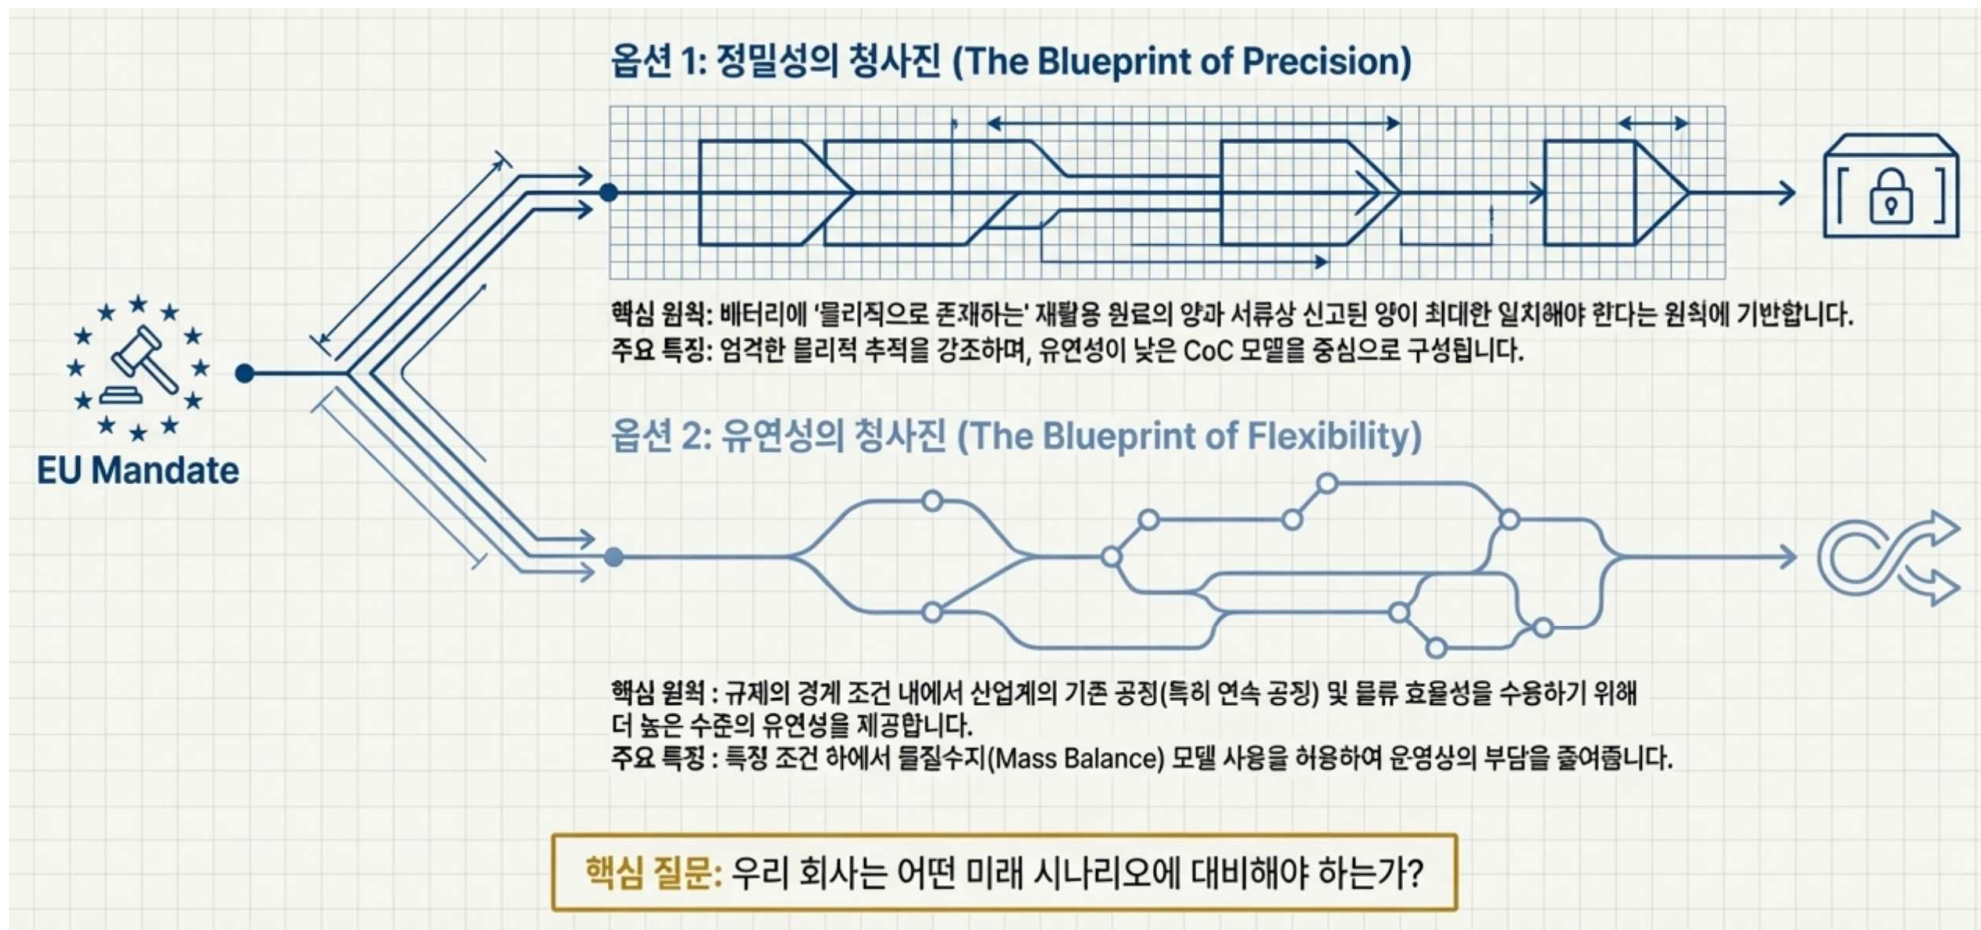 옵션 1: 정밀성의 청사진 (The Blueprint of Precision)
핵심 원칙: 배터리에 '물리적으로 존재하는' 재활용 원료의 양과 서류상 신고된 양이 최대한 일치해야 한다는 원칙에 기반합니다.
주요 특징: 엄격한 물리적 추적을 강조하며, 유연성이 낮은 CoC 모델을 중심으로 구성됩니다.
EU Mandate
옵션 2: 유연성의 청사진 (The Blueprint of Flexibility)
핵심 원칙 : 규제의 경계 조건 내에서 산업계의 기존 공정(특히 연속 공정) 및 물류 효율성을 수용하기 위해
더 높은 수준의 유연성을 제공합니다.
주요 특징 : 특정 조건 하에서 물질수지(Mass Balance) 모델 사용을 허용하여 운영상의 부담을 줄여줍니다.
핵심 질문: 우리 회사는 어떤 미래 시나리오에 대비해야 하는가?